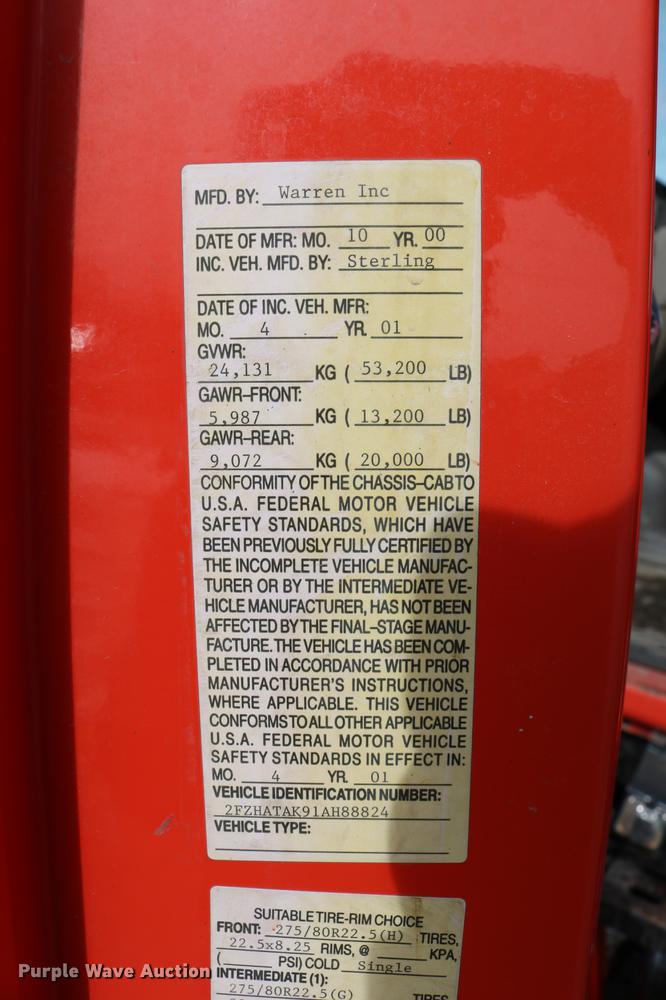 MFD. BY: Warren Inc
DATE OF MFR: MO. 10 YR. 00
INC. VEH. MFD. BY: Sterling
DATE OF INC. VEH. MFR:
MO. 4 YR. 01
GVWR:
24,131 KG ( 53,200 LB)
GAWR-FRONT:
5,987 KG ( 13,200 LB)
GAWR-REAR:
9,072 KG ( 20,000 LB)
CONFORMITY OF THE CHASSIS-CAB TO
U.S.A. FEDERAL MOTOR VEHICLE
SAFETY STANDARDS, WHICH HAVE
BEEN PREVIOUSLY FULLY CERTIFIED BY
THE INCOMPLETE VEHICLE MANUFAC-
TURER OR BY THE INTERMEDIATE VE-
HICLE MANUFACTURER, HAS NOT BEEN
AFFECTED BY THE FINAL-STAGE MANU-
FACTURE. THE VEHICLE HAS BEEN COM-
PLETED IN ACCORDANCE WITH PRIOR
MANUFACTURER'S INSTRUCTIONS,
WHERE APPLICABLE. THIS VEHICLE
CONFORMS TO ALL OTHER APPLICABLE
U.S.A. FEDERAL MOTOR VEHICLE
SAFETY STANDARDS IN EFFECT IN:
MO. 4 YR. 01
VEHICLE IDENTIFICATION NUMBER:
2FZHATAK91AH88824
VEHICLE TYPE:
SUITABLE TIRE-RIM CHOICE
FRONT: 275/80R22.5(H) TIRES,
22.5x8.25 RIMS, @ KPA,
( PSI) COLD Single
INTERMEDIATE (1):
275/80R22.5(G) TIRES
Purple Wave Auction